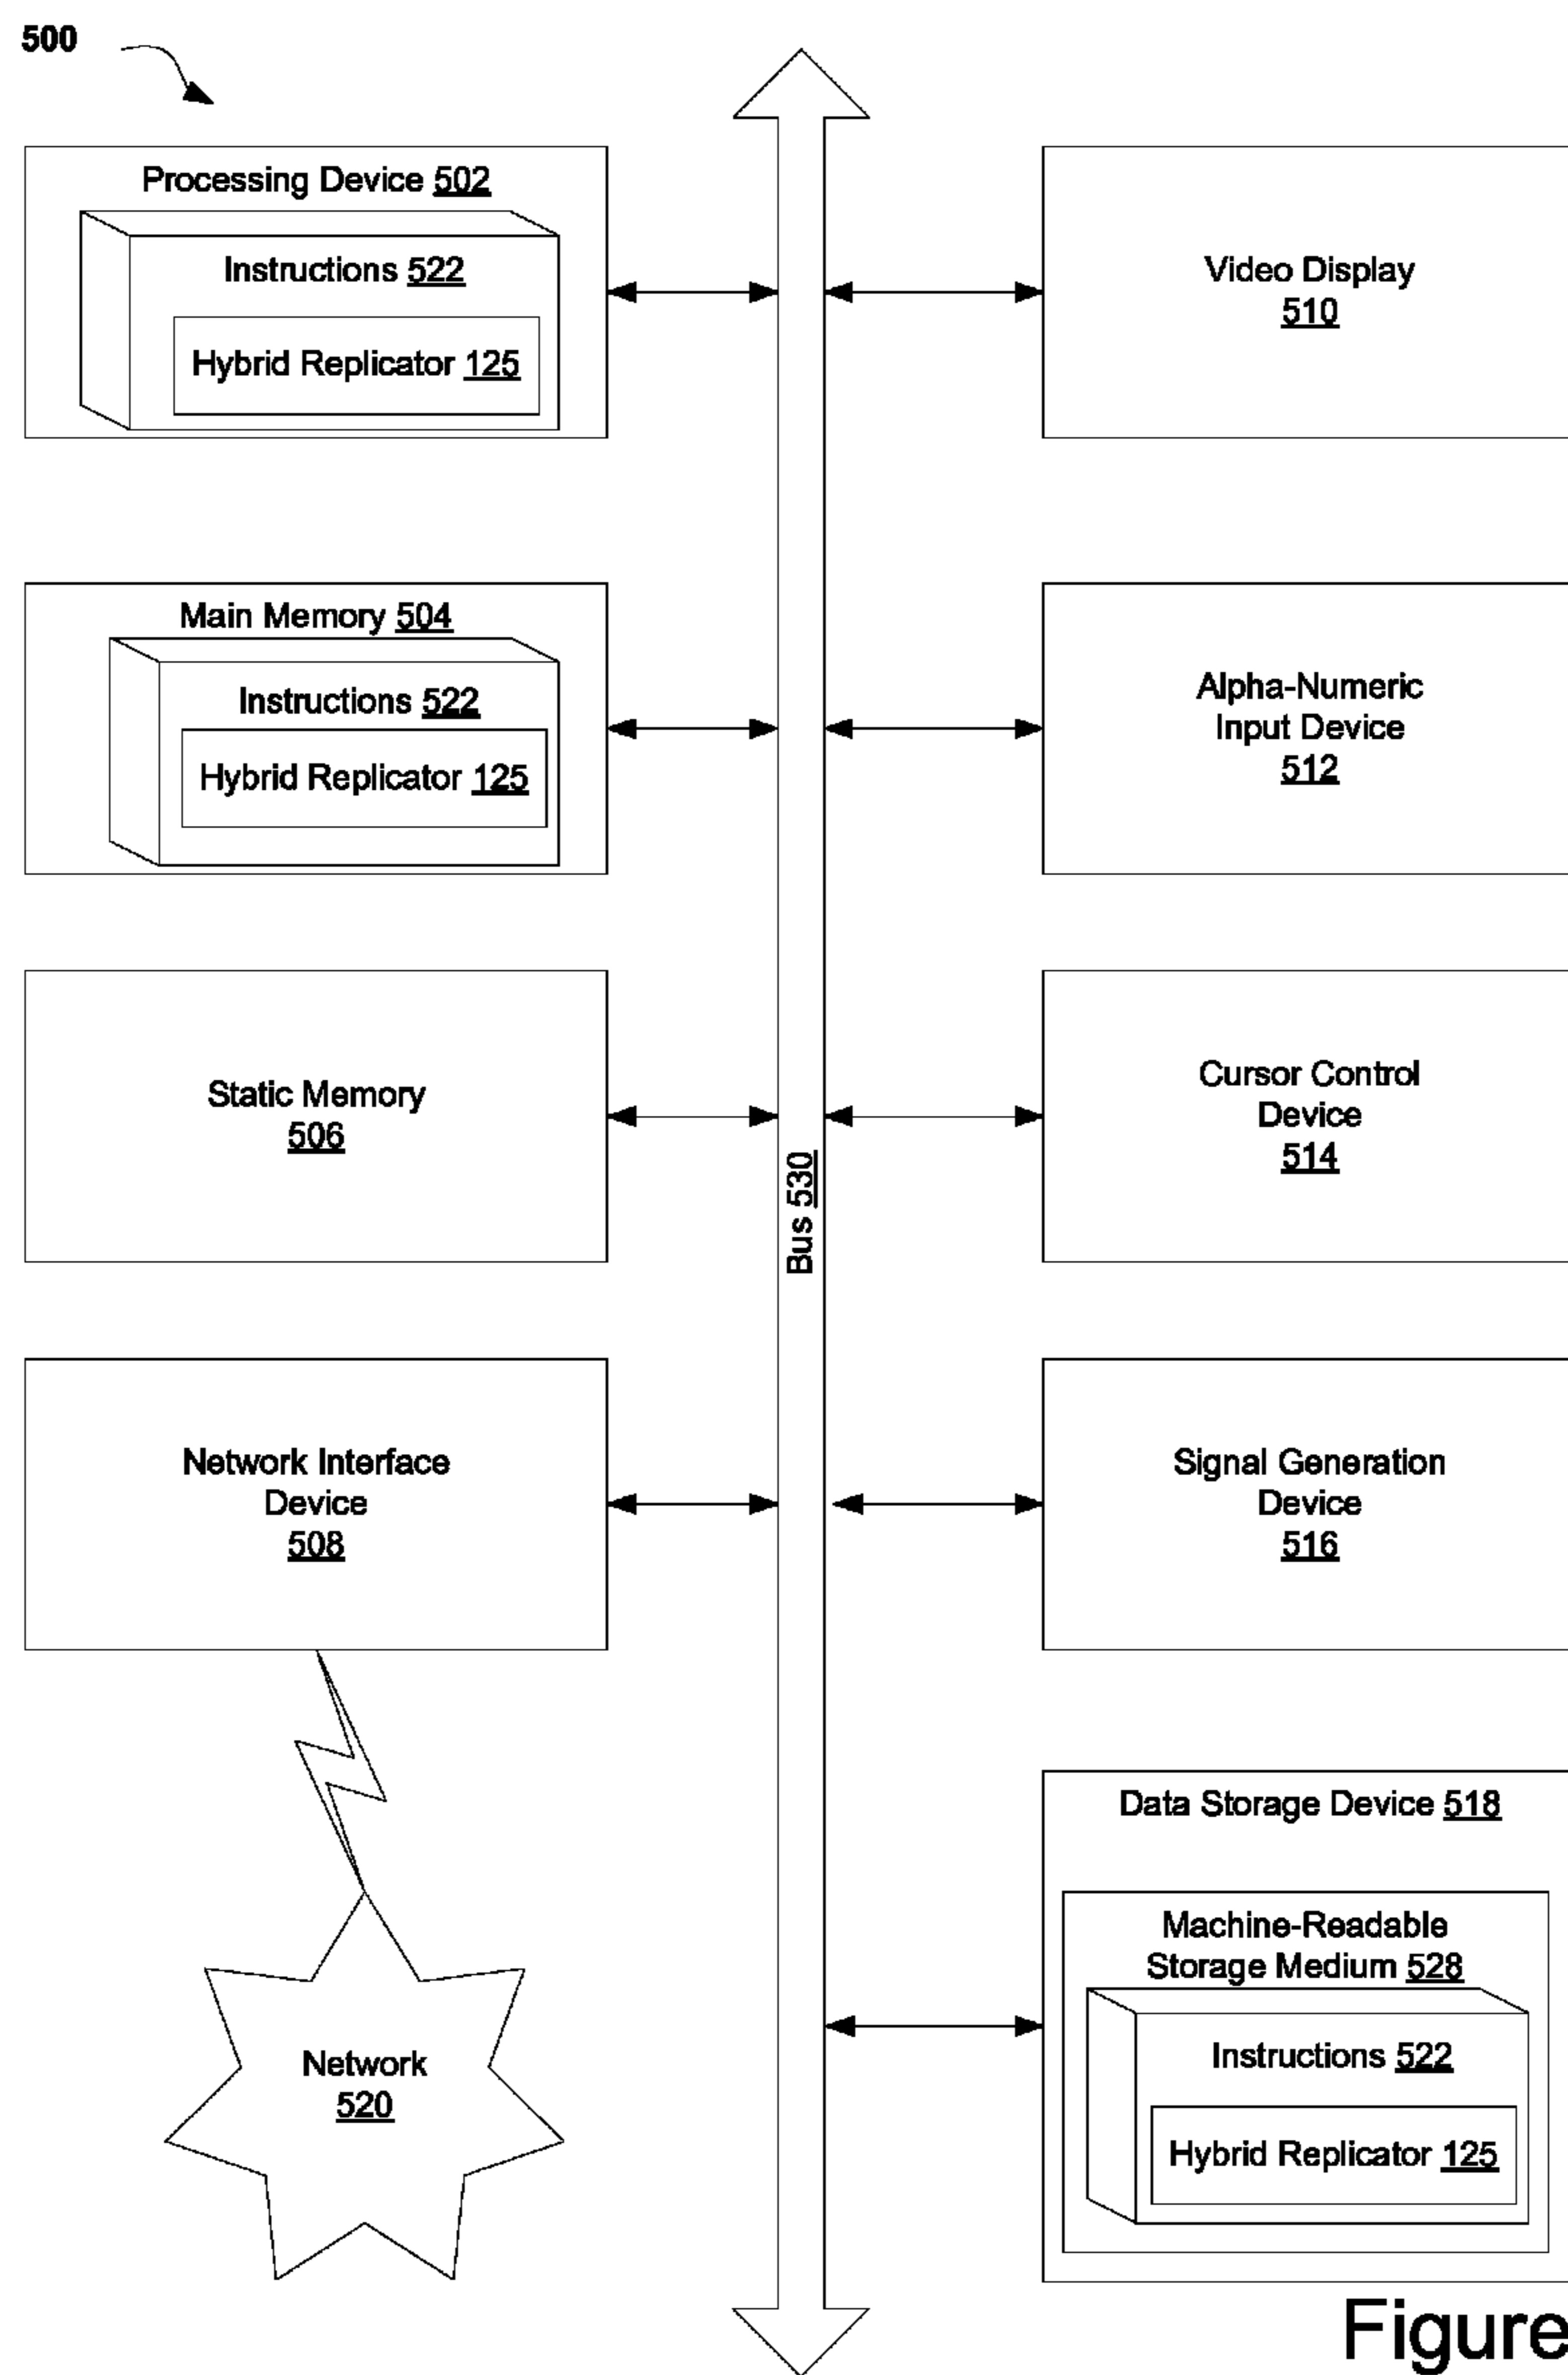 500
Processing Device 502
Instructions 522
Hybrid Replicator 125
Main Memory 504
Instructions 522
Hybrid Replicator 125
Static Memory
506
Network Interface
Device
508
Network
520
Bus 530
Video Display
510
Alpha-Numeric
Input Device
512
Cursor Control
Device
514
Signal Generation
Device
516
Data Storage Device 518
Machine-Readable
Storage Medium 528
Instructions 522
Hybrid Replicator 125
Figure